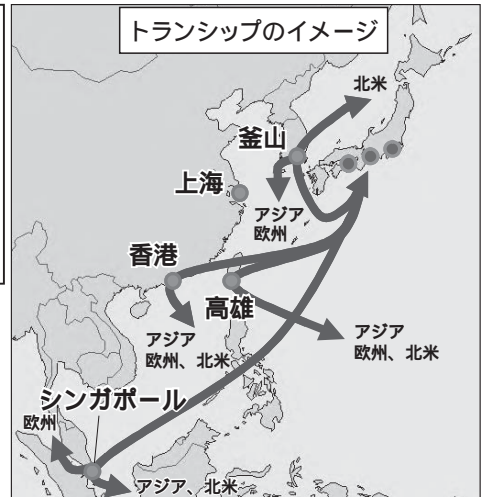 トランシップのイメージ
北米
釜山
上海
アジア
欧州
香港
高雄
アジア
欧州、北米
アジア
欧州、北米
シンガポール
欧州
アジア、北米